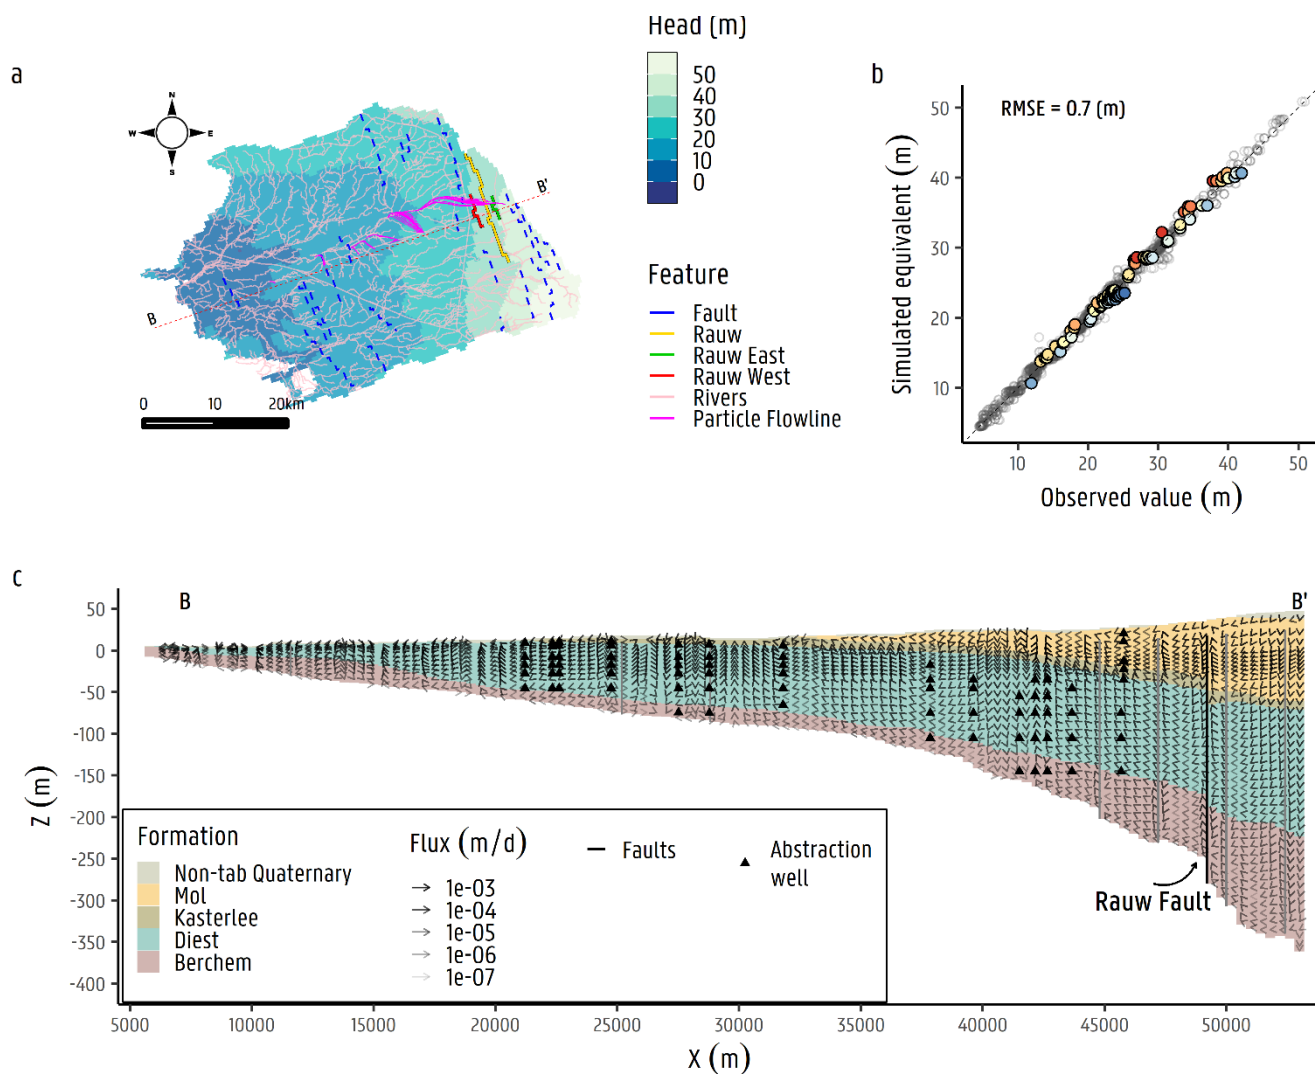 a
N
W
E
S
B
B'
0
10
20km
Head (m)
50
40
30
20
10
0
Feature
Fault
Rauw
Rauw East
Rauw West
Rivers
Particle Flowline
b
RMSE = 0.7 (m)
Simulated equivalent (m)
50
40
30
20
10
10 20 30 40 50
Observed value (m)
c
B
B'
Z (m)
50
0
-50
-100
-150
-200
-250
-300
-350
-400
Formation
Non-tab Quaternary
Mol
Kasterlee
Diest
Berchem
Flux (m/d)
1e-03
1e-04
1e-05
1e-06
1e-07
Faults
Abstraction
well
Rauw Fault
5000 10000 15000 20000 25000 30000 35000 40000 45000 50000
X (m)